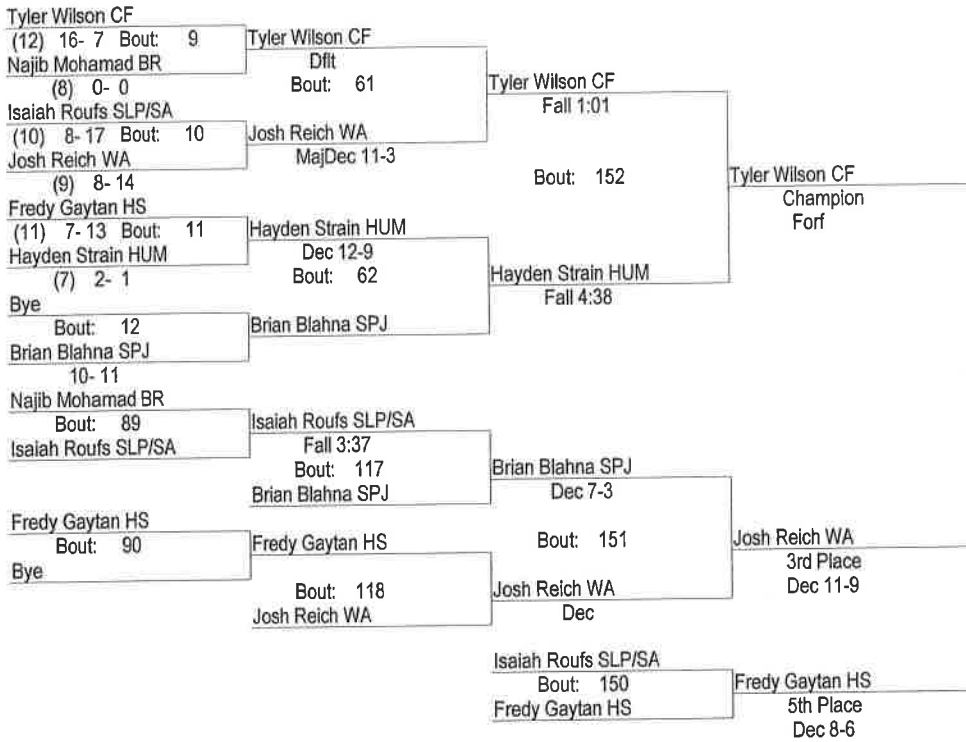 Tyler Wilson CF
(12) 16- 7 Bout: 9
Najib Mohamad BR
(8) 0- 0
Isaiah Roufs SLP/SA
(10) 8- 17 Bout: 10
Josh Reich WA
(9) 8- 14
Fredy Gaytan HS
(11) 7- 13 Bout: 11
Hayden Strain HUM
(7) 2- 1
Bye
Bout: 12
Brian Blahna SPJ
10- 11
Tyler Wilson CF
Dflt
Bout: 61
Josh Reich WA
MajDec 11-3
Hayden Strain HUM
Dec 12-9
Bout: 62
Brian Blahna SPJ
Tyler Wilson CF
Fall 1:01
Bout: 152
Hayden Strain HUM
Fall 4:38
Tyler Wilson CF
Champion
Forf
Najib Mohamad BR
Bout: 89
Isaiah Roufs SLP/SA
Fredy Gaytan HS
Bout: 90
Bye
Isaiah Roufs SLP/SA
Fall 3:37
Bout: 117
Brian Blahna SPJ
Fredy Gaytan HS
Bout: 118
Josh Reich WA
Brian Blahna SPJ
Dec 7-3
Bout: 151
Josh Reich WA
Dec
Josh Reich WA
3rd Place
Dec 11-9
Isaiah Roufs SLP/SA
Bout: 150
Fredy Gaytan HS
Fredy Gaytan HS
5th Place
Dec 8-6